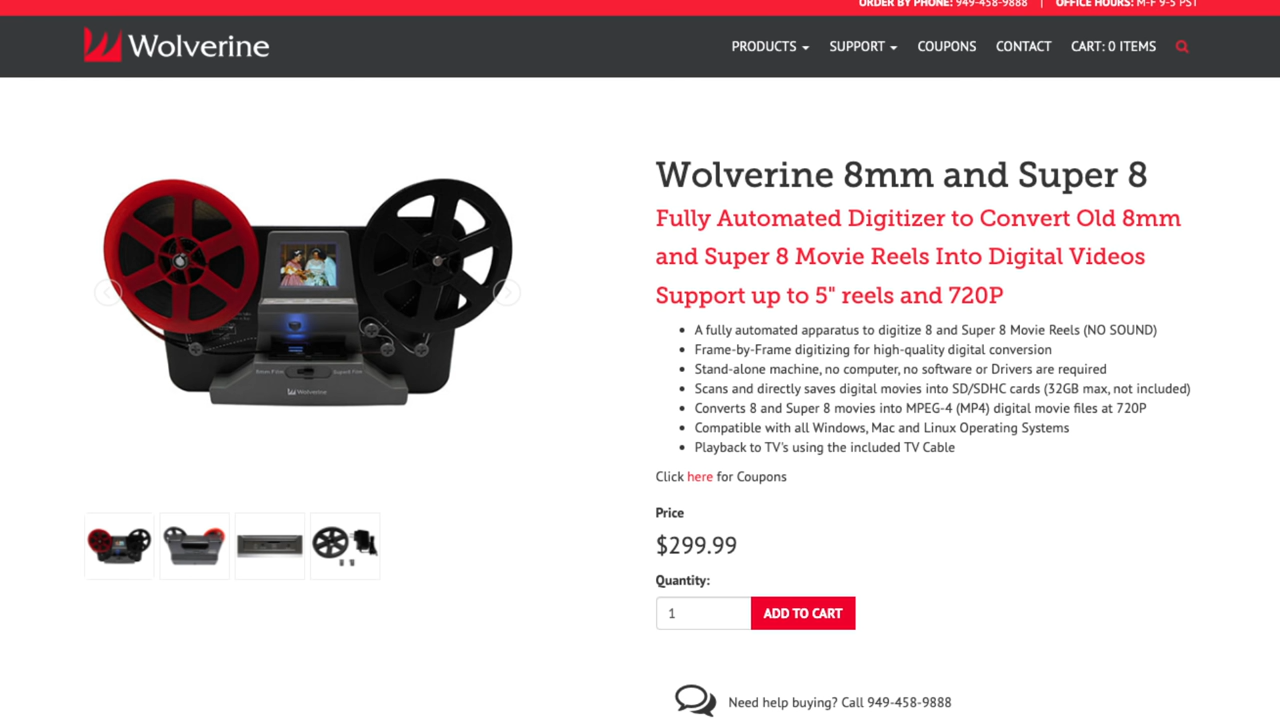 ORDER BY PHONE: 949-458-9888 | OFFICE HOURS: M-F 9-5 PST
Wolverine
PRODUCTS SUPPORT COUPONS CONTACT CART: 0 ITEMS
Wolverine 8mm and Super 8
Fully Automated Digitizer to Convert Old 8mm
and Super 8 Movie Reels Into Digital Videos
Support up to 5" reels and 720P
A fully automated apparatus to digitize 8 and Super 8 Movie Reels (NO SOUND)
Frame-by-Frame digitizing for high-quality digital conversion
Stand-alone machine, no computer, no software or Drivers are required
Scans and directly saves digital movies into SD/SDHC cards (32GB max, not included)
Converts 8 and Super 8 movies into MPEG-4 (MP4) digital movie files at 720P
Compatible with all Windows, Mac and Linux Operating Systems
Playback to TV's using the included TV Cable
Click here for Coupons
Price
$299.99
Quantity:
1 ADD TO CART
Need help buying? Call 949-458-9888
Wolverine